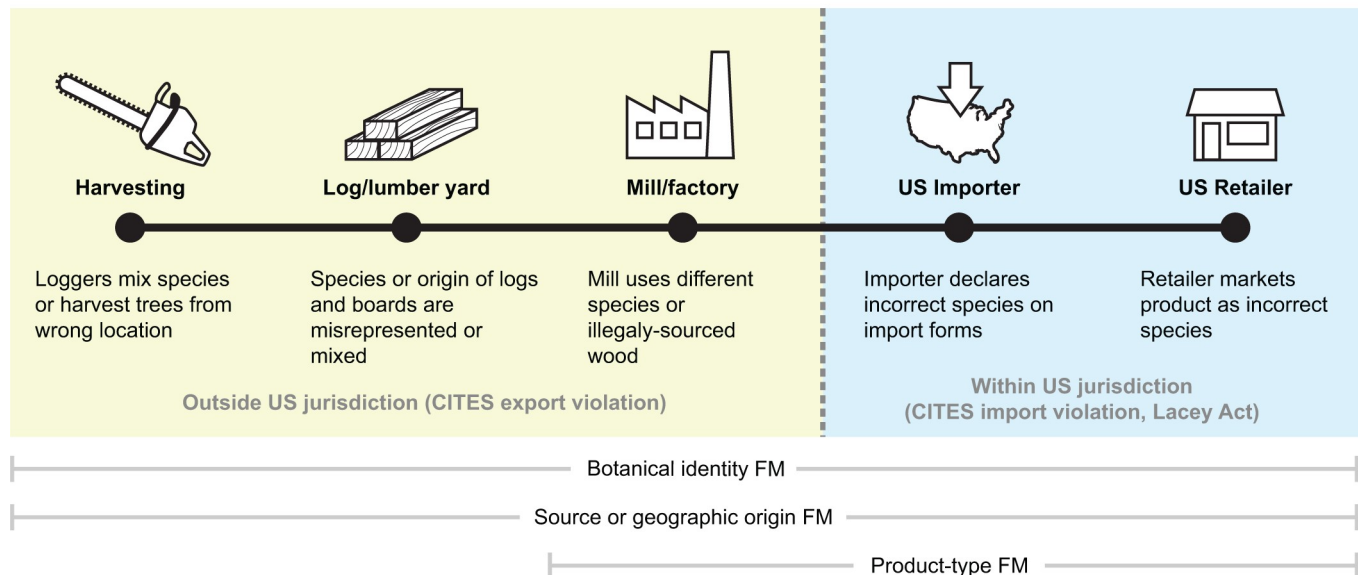 Harvesting
Log/lumber yard
Mill/factory
US Importer
US Retailer
Loggers mix species
or harvest trees from
wrong location
Species or origin of logs
and boards are
misrepresented or
mixed
Mill uses different
species or
illegaly-sourced
wood
Importer declares
incorrect species on
import forms
Retailer markets
product as incorrect
species
Outside US jurisdiction (CITES export violation)
Within US jurisdiction
(CITES import violation, Lacey Act)
Botanical identity FM
Source or geographic origin FM
Product-type FM